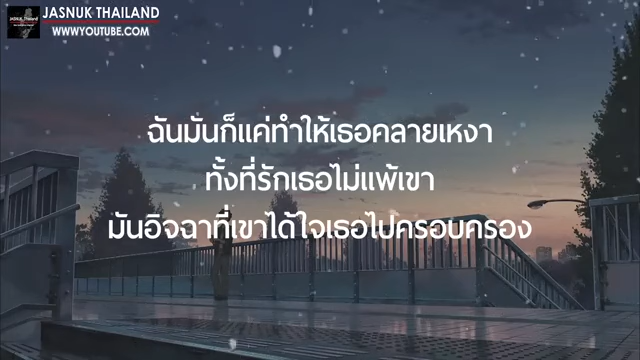 JASNUK THAILAND
WWW.YOUTUBE.COM
ฉันมันก็แค่ทำให้เธอคลายเหงา
ทั้งที่รักเธอไม่แพ้เขา
มันอิจฉาที่เขาได้ใจเธอไปครอบครอง